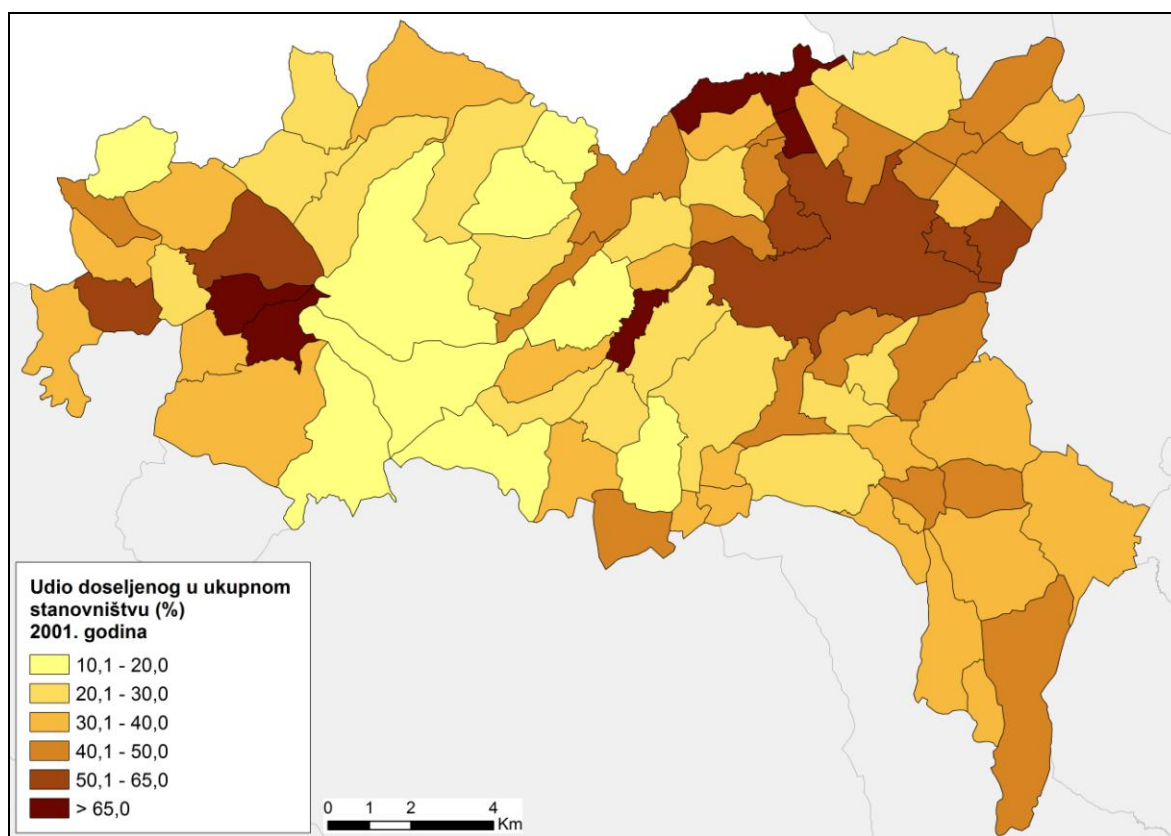 Udio doseljenog u ukupnom
stanovništvu (%)
2001. godina
10,1 - 20,0
20,1 - 30,0
30,1 - 40,0
40,1 - 50,0
50,1 - 65,0
> 65,0
0 1 2 4
Km